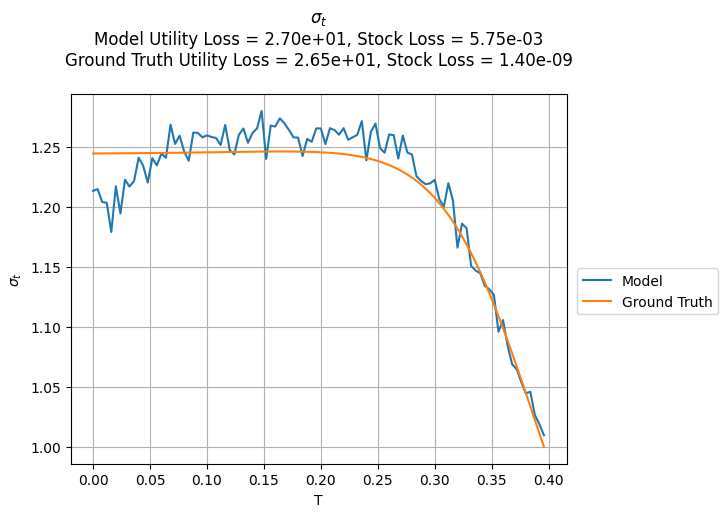 σt
Model Utility Loss = 2.70e+01, Stock Loss = 5.75e-03
Ground Truth Utility Loss = 2.65e+01, Stock Loss = 1.40e-09
1.25
1.20
1.15
1.10
1.05
1.00
σt
0.00 0.05 0.10 0.15 0.20 0.25 0.30 0.35 0.40
T
Model
Ground Truth